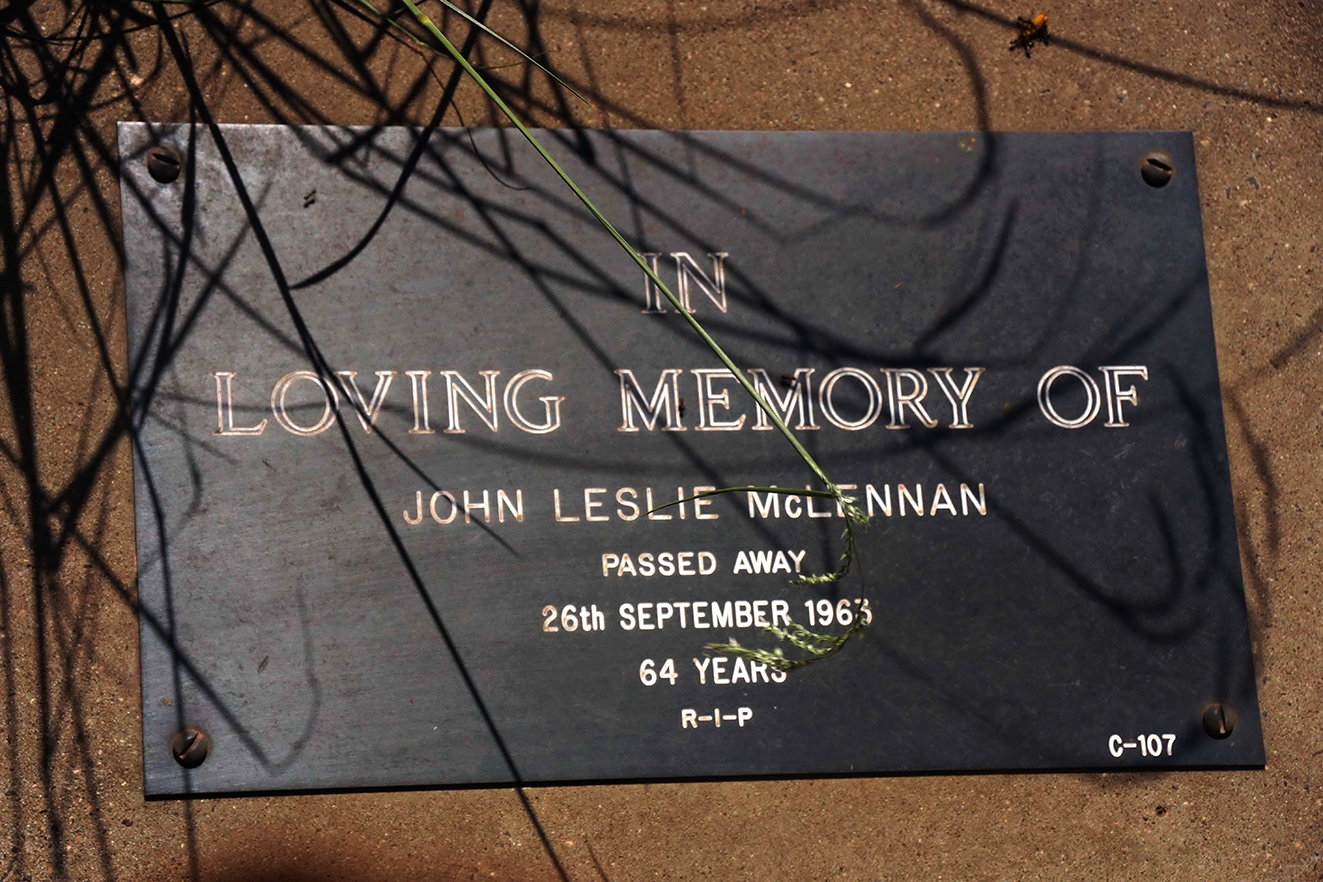 IN
LOVING MEMORY OF
JOHN LESLIE McLENNAN
PASSED AWAY
26th SEPTEMBER 1963
64 YEARS
R-I-P
C-107